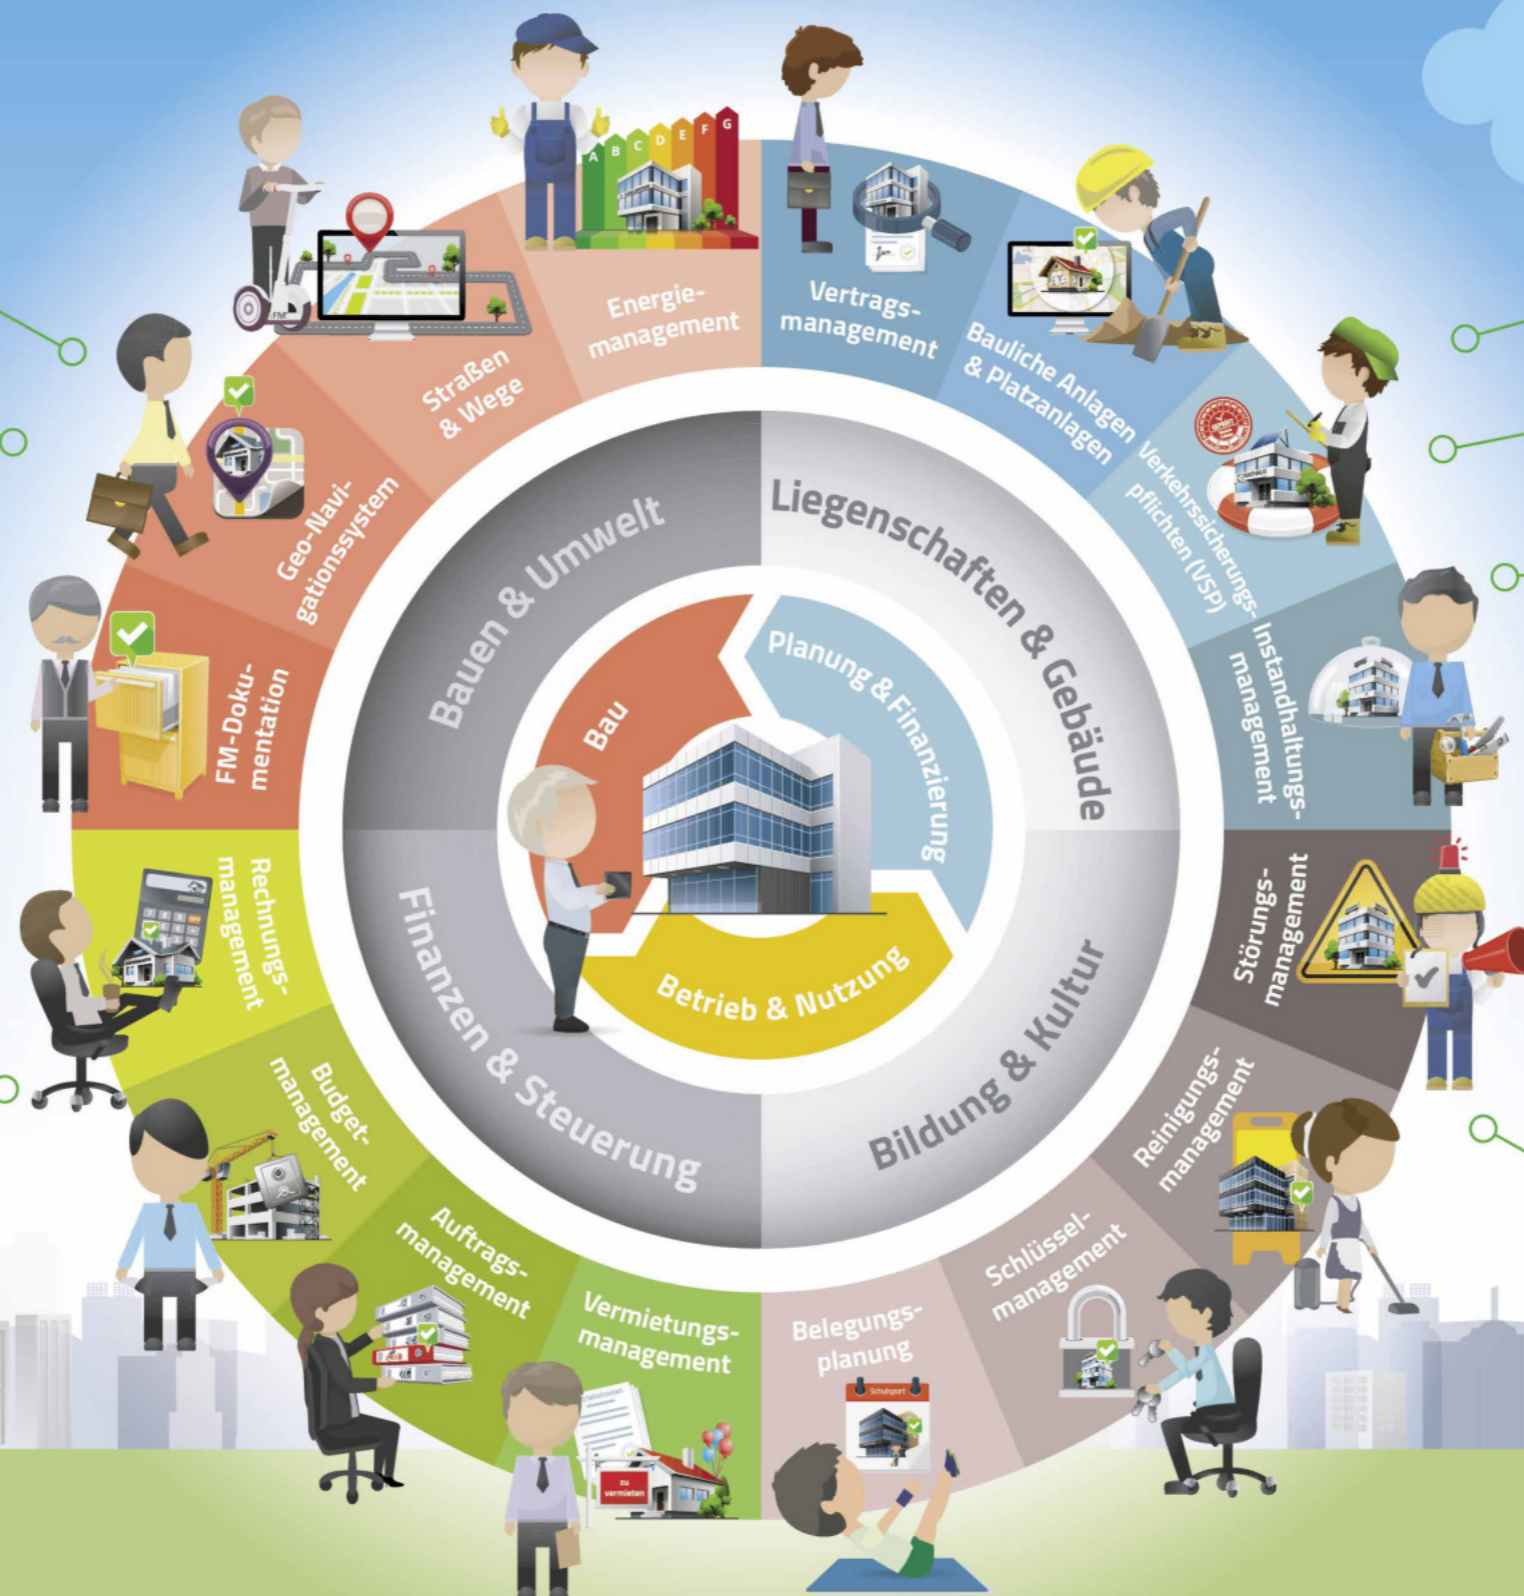 A
B
C
D
E
F
G
Energie-
management
Vertrags-
management
Bauliche Anlagen
& Platzanlagen
Verkehrssicherungs-
pflichten (VSP)
Instandhaltungs-
management
Störungs-
management
Reinigungs-
management
Schlüssel-
management
Belegungs-
planung
Schulsport
Vermietungs-
management
zu
vermieten
Auftrags-
management
Budget-
management
Rechnungs-
management
FM-Doku-
mentation
Geo-Navi-
gationssystem
Straßen
& Wege
FM
Bauen & Umwelt
Liegenschaften & Gebäude
Bildung & Kultur
Finanzen & Steuerung
Bau
Planung & Finanzierung
Betrieb & Nutzung